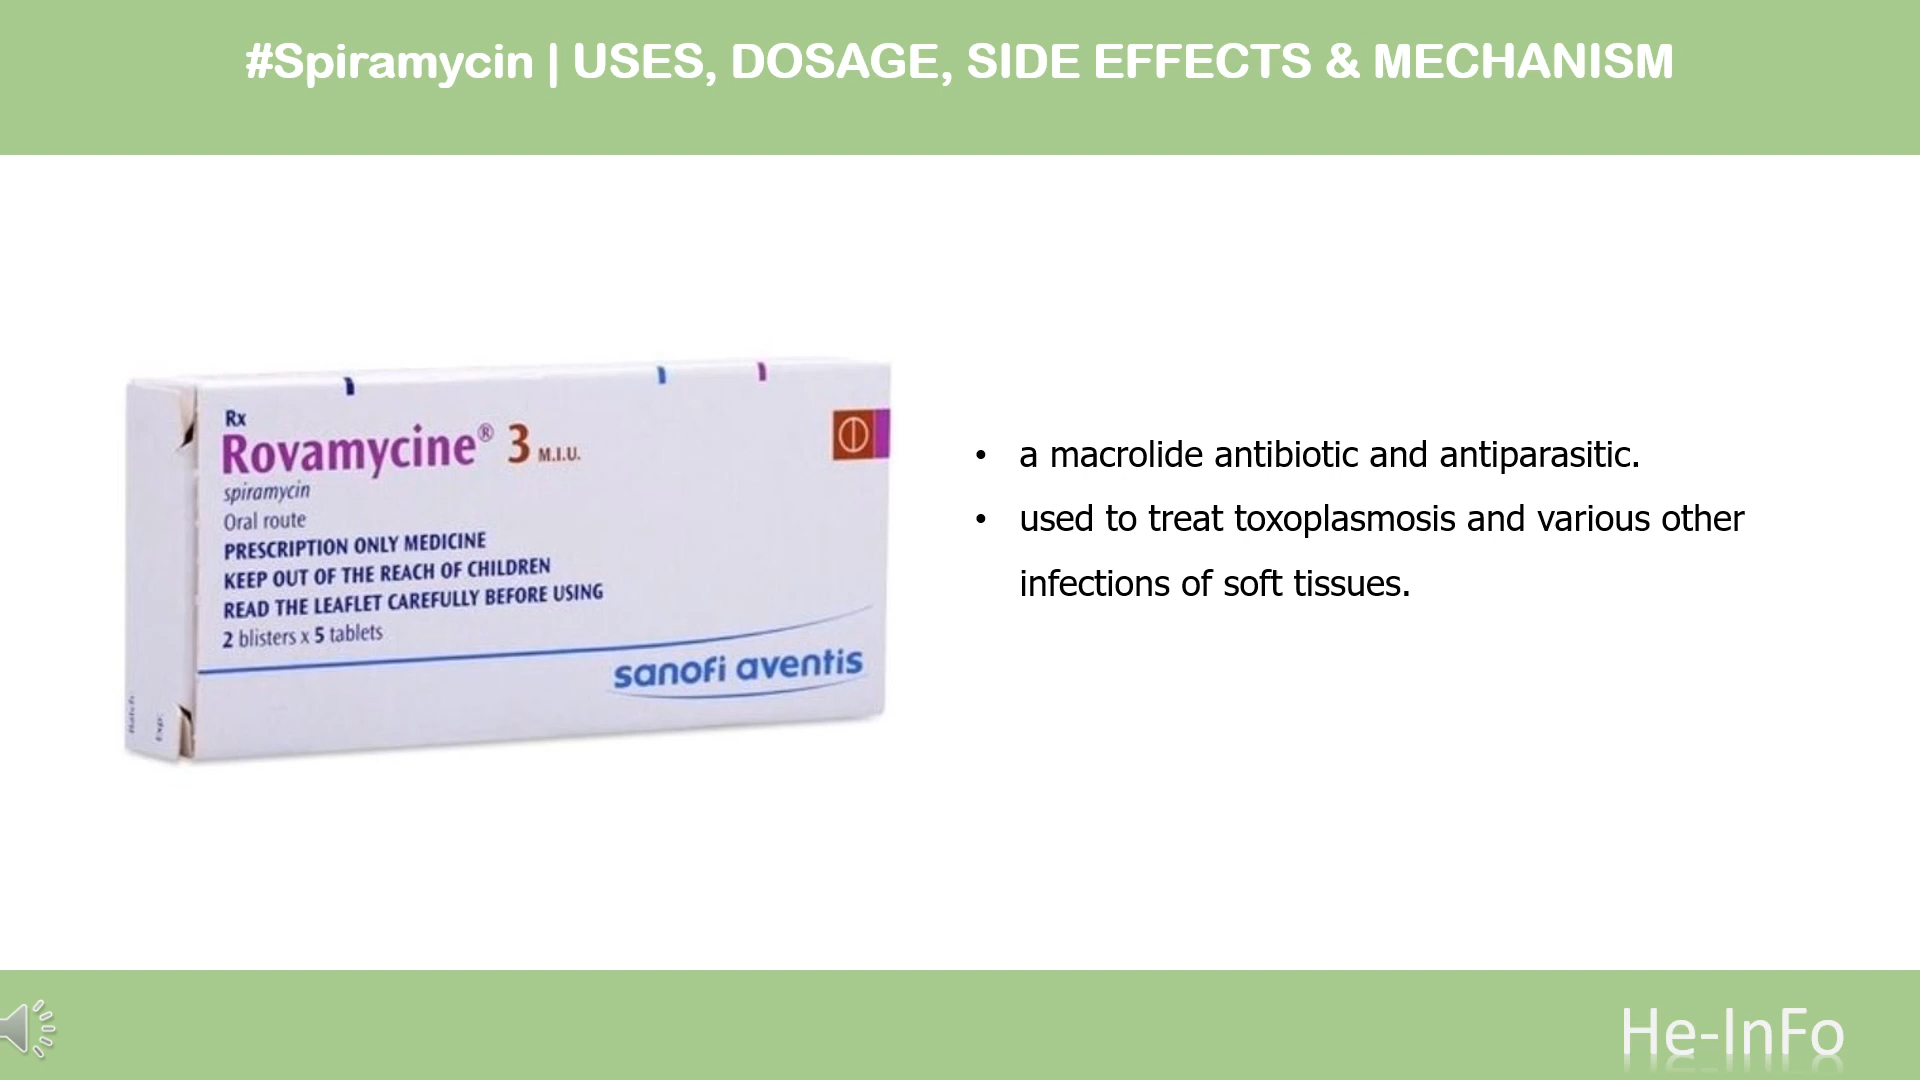 #Spiramycin | USES, DOSAGE, SIDE EFFECTS & MECHANISM
Rx
Rovamycine® 3 M.I.U.
spiramycin
Oral route
PRESCRIPTION ONLY MEDICINE
KEEP OUT OF THE REACH OF CHILDREN
READ THE LEAFLET CAREFULLY BEFORE USING
2 blisters x 5 tablets
sanofi aventis
Batch
Exp:
• a macrolide antibiotic and antiparasitic.
• used to treat toxoplasmosis and various other
infections of soft tissues.
He-InFo